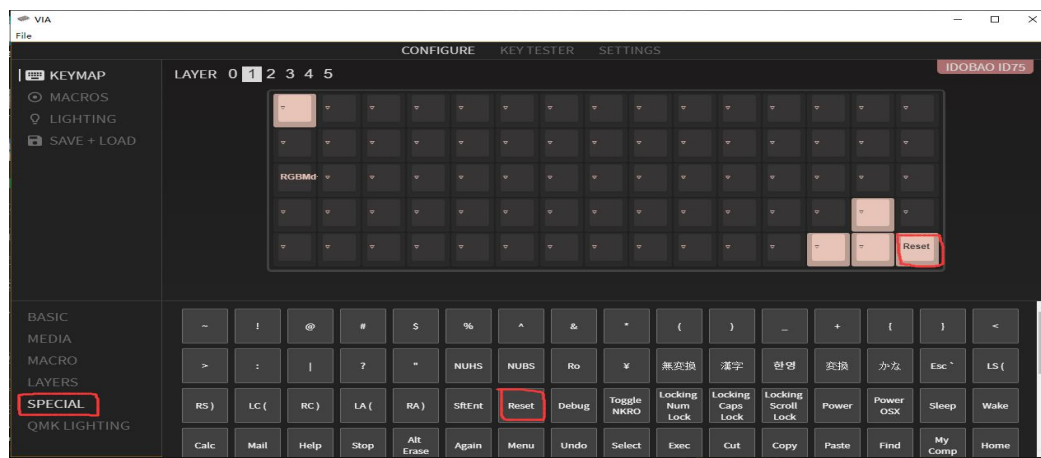 VIA
File
CONFIGURE KEY TESTER SETTINGS
KEYMAP
MACROS
LIGHTING
SAVE + LOAD
LAYER 0 1 2 3 4 5
IDOBAO ID75
RGBMd-
Reset
BASIC
MEDIA
MACRO
LAYERS
SPECIAL
QMK LIGHTING
~ ! @ # $ % ^ & * ( ) _ + { } <
> : | ? " NUHS NUBS Ro ¥ 無変換 漢字 한영 変換 かな Esc ` LS (
RS ) LC ( RC ) LA ( RA ) SftEnt Reset Debug Toggle NKRO Locking Num Lock Locking Caps Lock Locking Scroll Lock Power Power OSX Sleep Wake
Calc Mail Help Stop Alt Erase Again Menu Undo Select Exec Cut Copy Paste Find My Comp Home